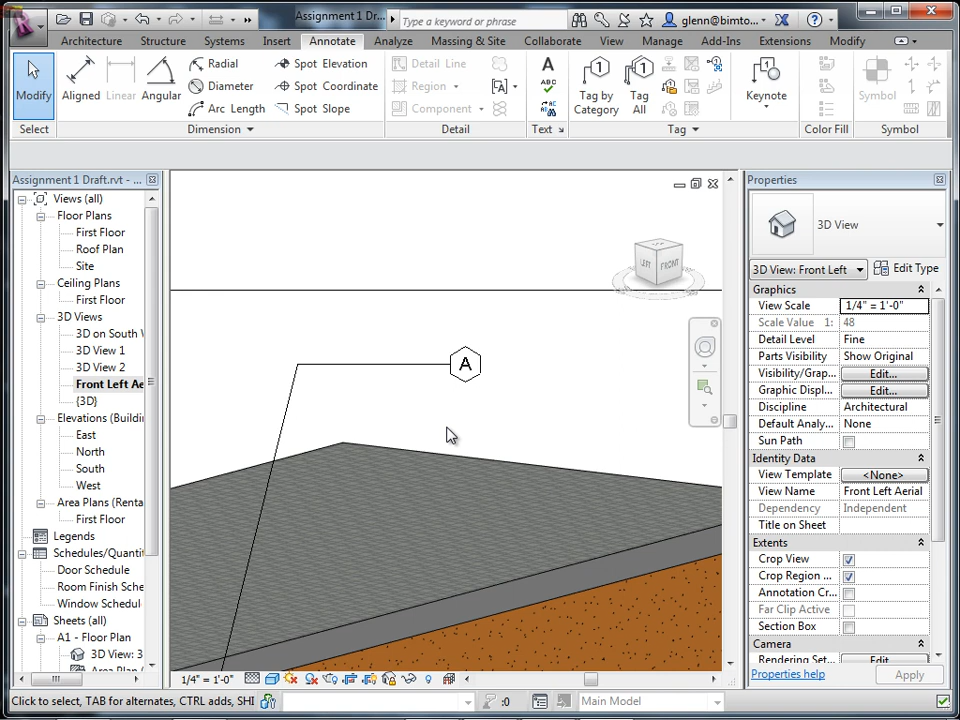 Assignment 1 Dr...
Type a keyword or phrase
glenn@bimto...
Architecture Structure Systems Insert Annotate Analyze Massing & Site Collaborate View Manage Add-Ins Extensions Modify
Modify
Aligned
Linear
Angular
Radial
Diameter
Arc Length
Spot Elevation
Spot Coordinate
Spot Slope
Detail Line
Region
Component
A
ABC
Tag by
Category
Tag
All
Keynote
Symbol
Select
Dimension
Detail
Text
Tag
Color Fill
Symbol
Assignment 1 Draft.rvt - ...
Views (all)
Floor Plans
First Floor
Roof Plan
Site
Ceiling Plans
First Floor
3D Views
3D on South W
3D View 1
3D View 2
Front Left Ae
{3D}
Elevations (Buildin
East
North
South
West
Area Plans (Renta
First Floor
Legends
Schedules/Quantit
Door Schedule
Room Finish Sche
Window Schedul
Sheets (all)
A1 - Floor Plan
3D View: 3
LEFT
FRONT
A
1/4" = 1'-0"
Properties
3D View
3D View: Front Left
Edit Type
Graphics
View Scale 1/4" = 1'-0"
Scale Value 1: 48
Detail Level Fine
Parts Visibility Show Original
Visibility/Grap... Edit...
Graphic Displ... Edit...
Discipline Architectural
Default Analy... None
Sun Path
Identity Data
View Template <None>
View Name Front Left Aerial
Dependency Independent
Title on Sheet
Extents
Crop View
Crop Region ...
Annotation Cr...
Far Clip Active
Section Box
Camera
Rendering Set... Edit...
Properties help
Apply
Click to select, TAB for alternates, CTRL adds, SHI
:0
Main Model